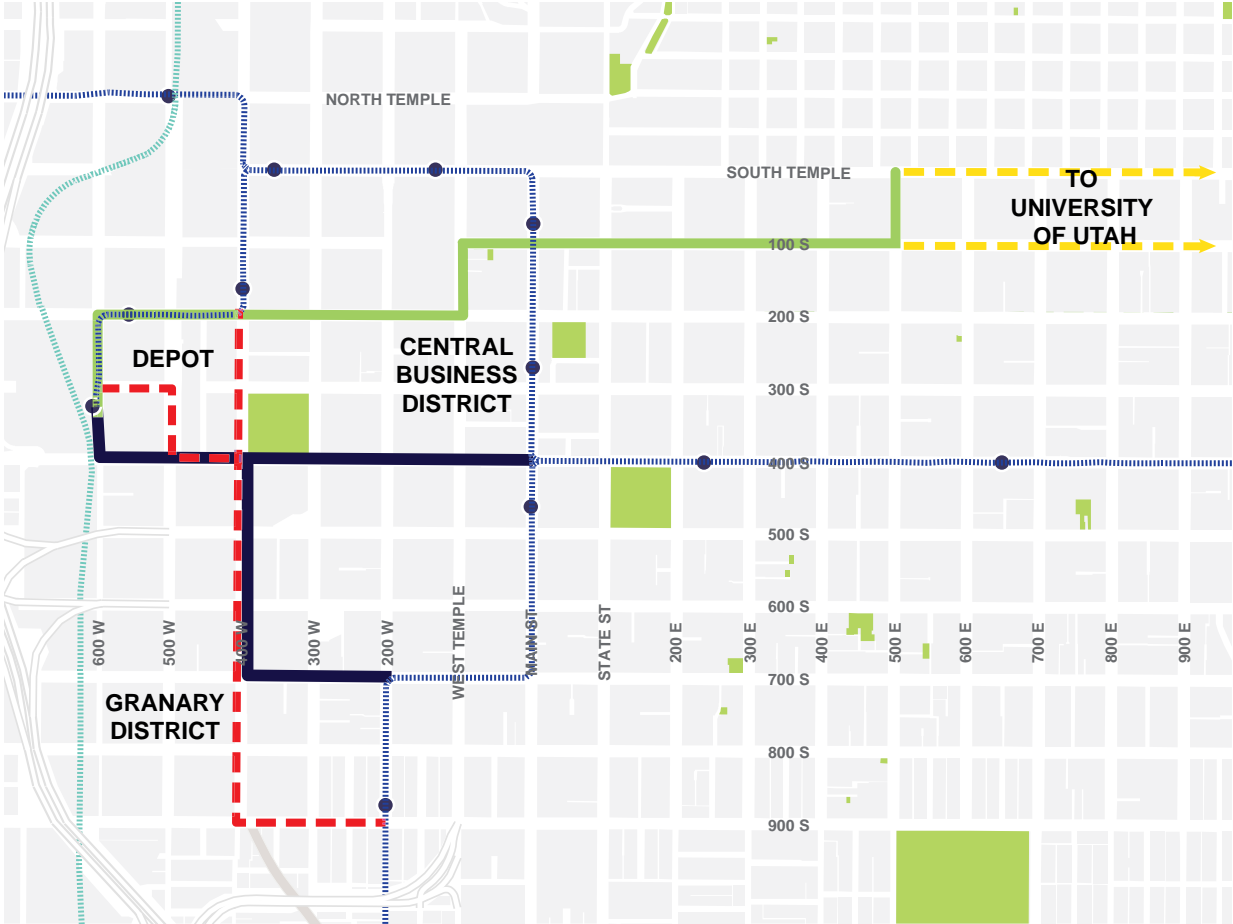 NORTH TEMPLE
SOUTH TEMPLE
TO
UNIVERSITY
OF UTAH
100 S
200 S
DEPOT
CENTRAL
BUSINESS
DISTRICT
300 S
400 S
500 S
600 S
600 W
500 W
400 W
300 W
200 W
WEST TEMPLE
MAIN ST
STATE ST
200 E
300 E
400 E
500 E
600 E
700 E
800 E
900 E
700 S
GRANARY
DISTRICT
800 S
900 S